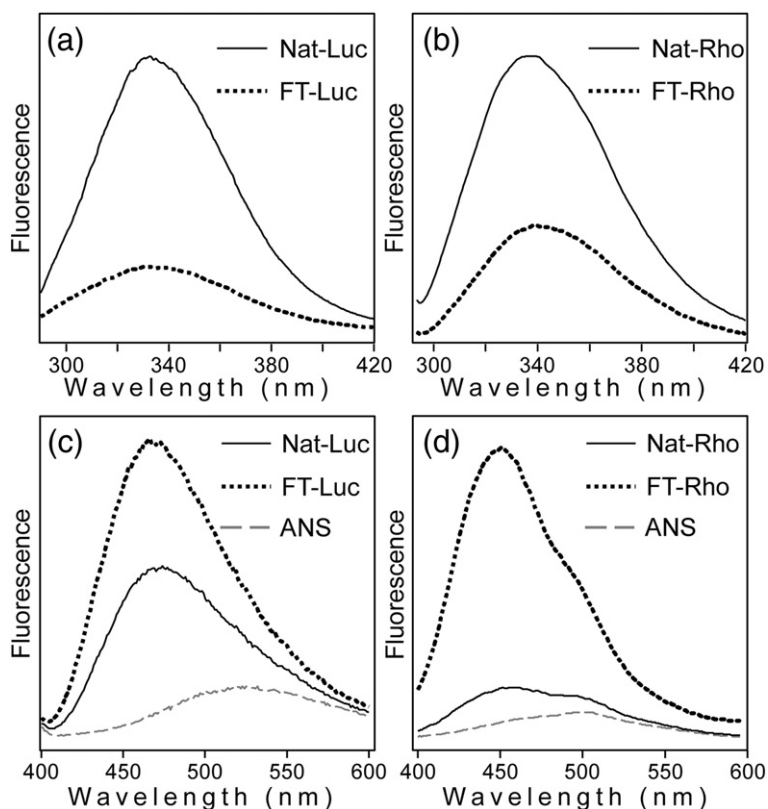 (a)
Nat-Luc
FT-Luc
Fluorescence
300 340 380 420
Wavelength (nm)
(b)
Nat-Rho
FT-Rho
Fluorescence
300 340 380 420
Wavelength (nm)
(c)
Nat-Luc
FT-Luc
ANS
Fluorescence
400 450 500 550 600
Wavelength (nm)
(d)
Nat-Rho
FT-Rho
ANS
Fluorescence
400 450 500 550 600
Wavelength (nm)